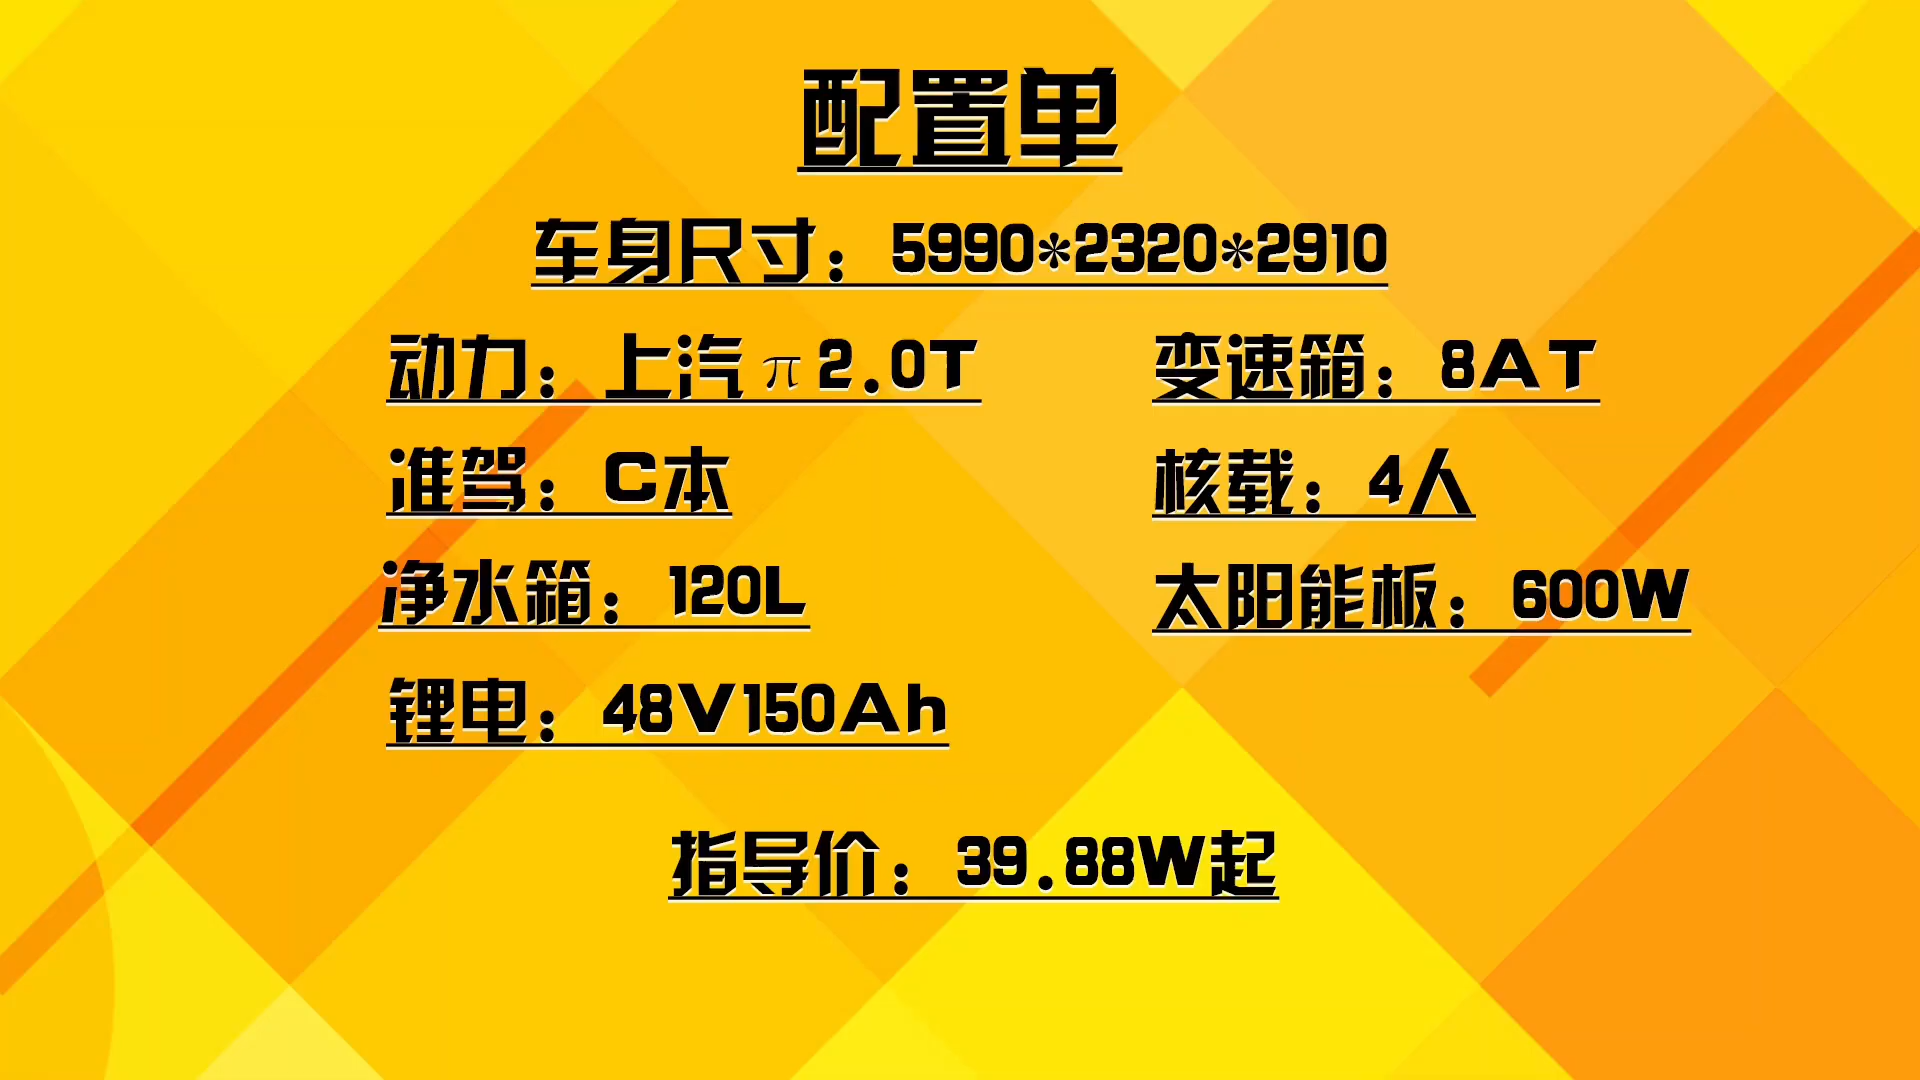 配置单
车身尺寸：5990*2320*2910
动力：上汽π2.0T 变速箱：8AT
准驾：C本 核载：4人
净水箱：120L 太阳能板：600W
锂电：48V150Ah
指导价：39.88W起